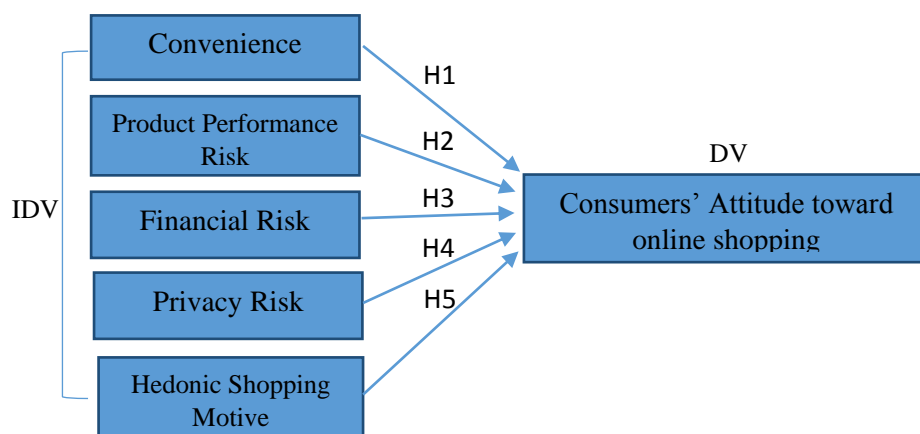 Convenience
H1
Product Performance
Risk
H2
DV
IDV
Financial Risk
H3
Consumers’ Attitude toward
online shopping
H4
Privacy Risk
H5
Hedonic Shopping
Motive